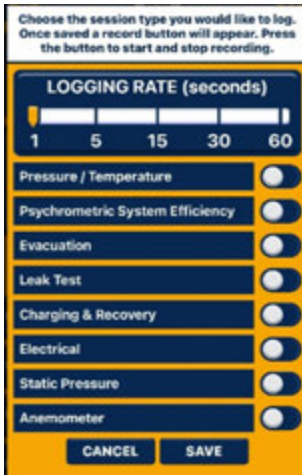 Choose the session type you would like to log.
Once saved a record button will appear. Press
the button to start and stop recording.
LOGGING RATE (seconds)
1 5 15 30 60
Pressure / Temperature
Psychrometric System Efficiency
Evacuation
Leak Test
Charging & Recovery
Electrical
Static Pressure
Anemometer
CANCEL SAVE